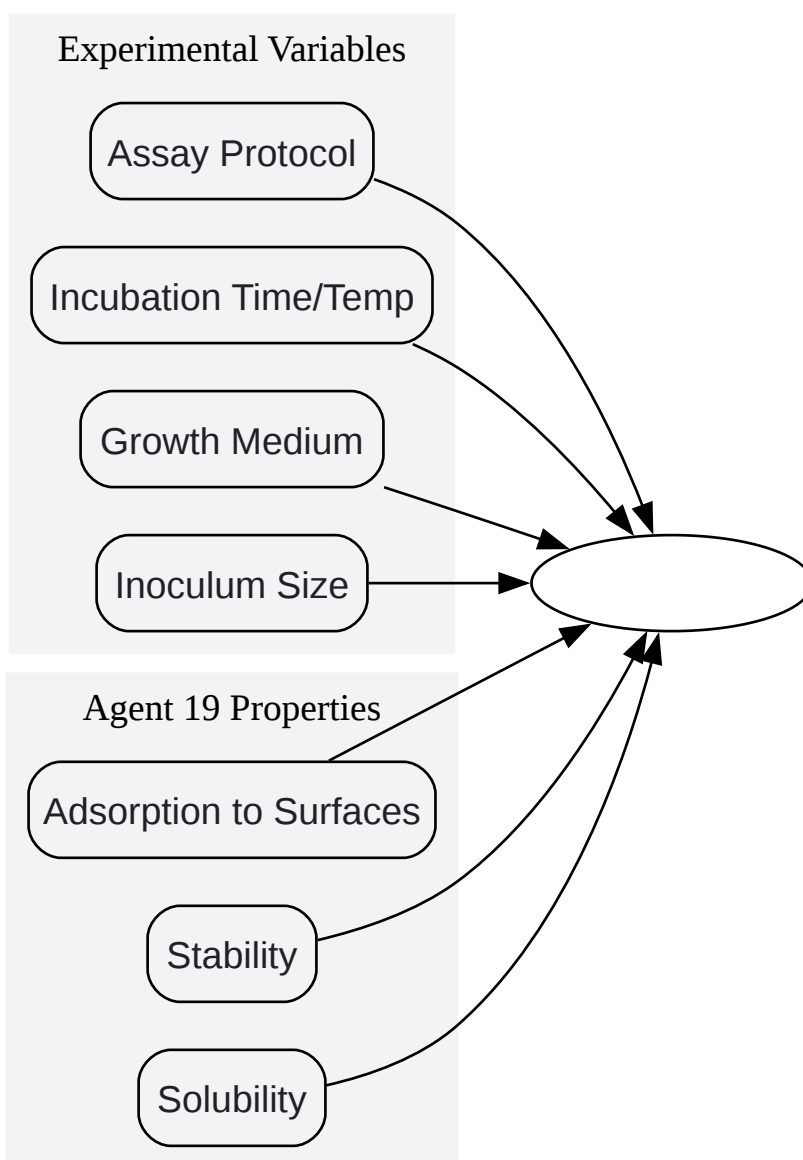 Experimental Variables
Assay Protocol
Incubation Time/Temp
Growth Medium
Inoculum Size
Agent 19 Properties
Adsorption to Surfaces
Stability
Solubility